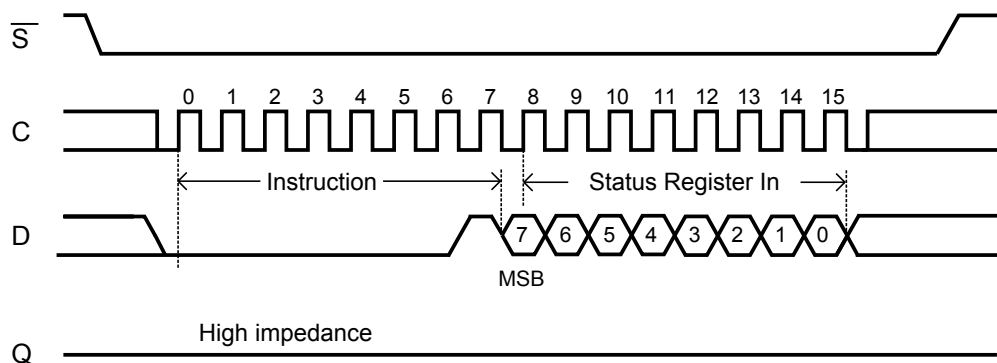 S
0 1 2 3 4 5 6 7 8 9 10 11 12 13 14 15
C
Instruction Status Register In
D 7 6 5 4 3 2 1 0
MSB
High impedance
Q